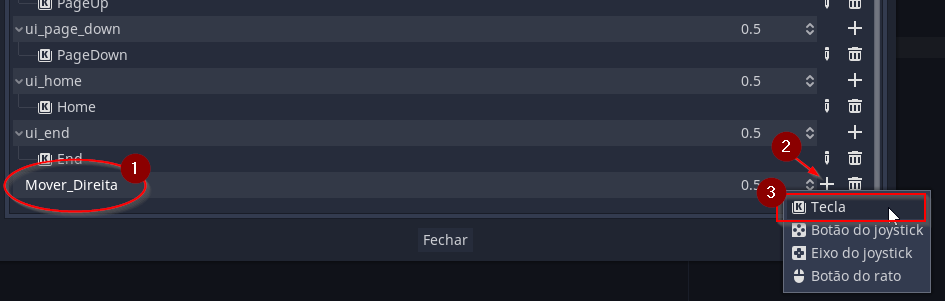 PageUp
ui_page_down 0.5
PageDown
ui_home 0.5
Home
ui_end 0.5
End
Mover_Direita 0.5
1
2
3
Tecla
Botão do joystick
Eixo do joystick
Botão do rato
Fechar